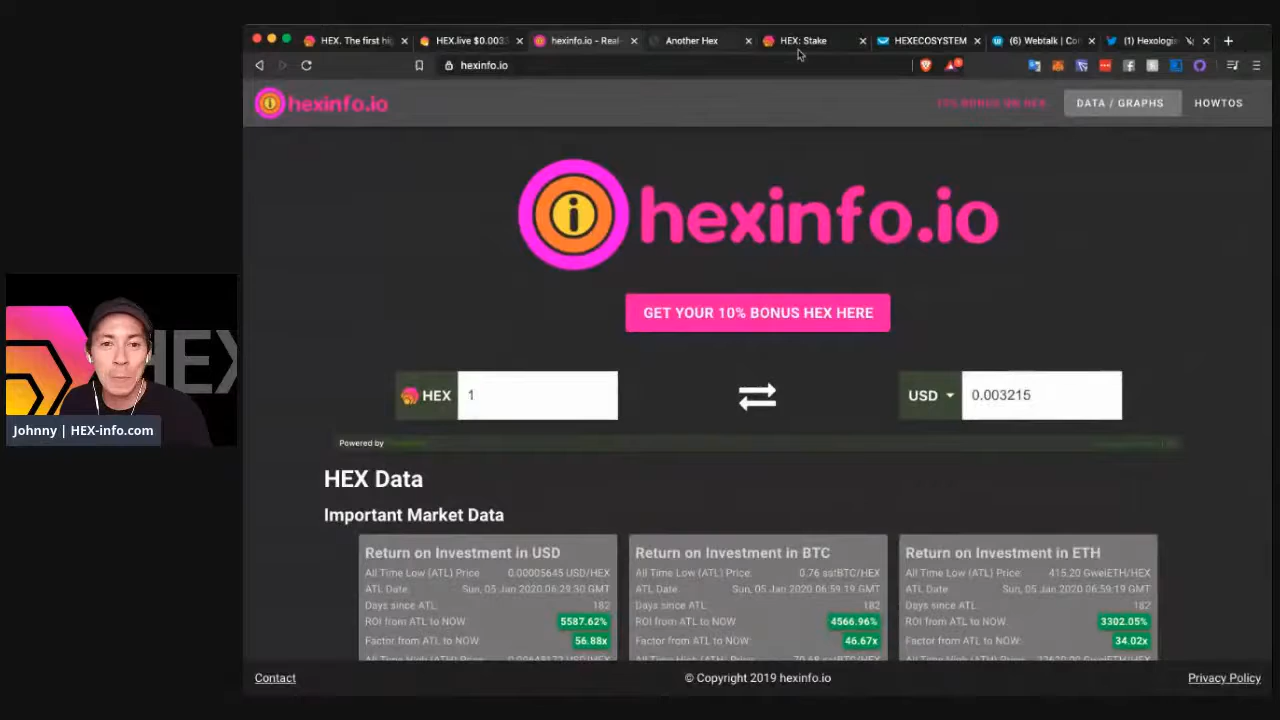 HEX. The first hi
HEX.live $0.003
hexinfo.io - Real-
Another Hex
HEX: Stake
HEXECOSYSTEM
(6) Webtalk | Co
(1) Hexologis
hexinfo.io
hexinfo.io
10% BONUS ON HEX
DATA / GRAPHS
HOWTOS
hexinfo.io
GET YOUR 10% BONUS HEX HERE
HEX
1
USD
0.003215
Powered by
HEX Data
Important Market Data
Return on Investment in USD
All Time Low (ATL) Price 0.00005645 USD/HEX
ATL Date: Sun, 05 Jan 2020 06:29:30 GMT
Days since ATL: 182
ROI from ATL to NOW: 5587.62%
Factor from ATL to NOW: 56.88x
Return on Investment in BTC
All Time Low (ATL) Price: 0.76 satBTC/HEX
ATL Date: Sun, 05 Jan 2020 06:59:19 GMT
Days since ATL: 182
ROI from ATL to NOW: 4566.96%
Factor from ATL to NOW: 46.67x
Return on Investment in ETH
All Time Low (ATL) Price: 415.20 GweiETH/HEX
ATL Date: Sun, 05 Jan 2020 06:59:19 GMT
Days since ATL: 182
ROI from ATL to NOW: 3302.05%
Factor from ATL to NOW: 34.02x
Contact
© Copyright 2019 hexinfo.io
Privacy Policy
HEX
Johnny | HEX-info.com